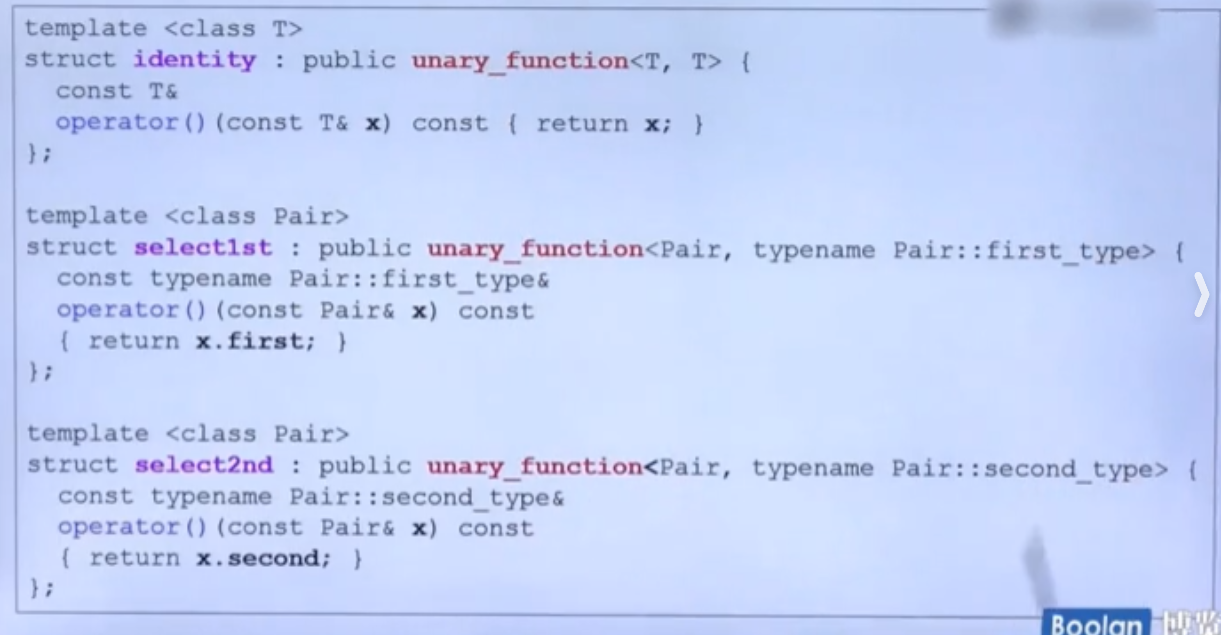 template <class T>
struct identity : public unary_function<T, T> {
  const T&
  operator()(const T& x) const { return x; }
};

template <class Pair>
struct select1st : public unary_function<Pair, typename Pair::first_type> {
  const typename Pair::first_type&
  operator()(const Pair& x) const
  { return x.first; }
};

template <class Pair>
struct select2nd : public unary_function<Pair, typename Pair::second_type> {
  const typename Pair::second_type&
  operator()(const Pair& x) const
  { return x.second; }
};
Boolan